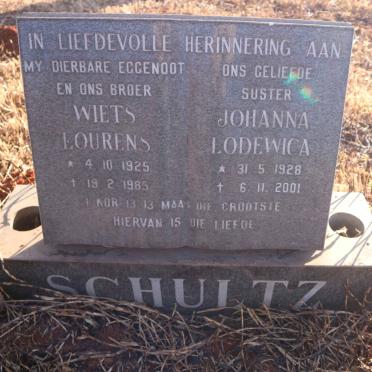 IN LIEFDEVOLLE HERINNERING AAN
MY DIERBARE EGGENOOT
EN ONS BROER
WIETS
LOURENS
* 4.10.1925
† 19.2.1985
ONS GELIEFDE
SUSTER
JOHANNA
LODEWICA
* 31.5.1928
† 6.11.2001
I KOR 13:13 MAAR DIE GROOTSTE
HIERVAN IS DIE LIEFDE
SCHULTZ